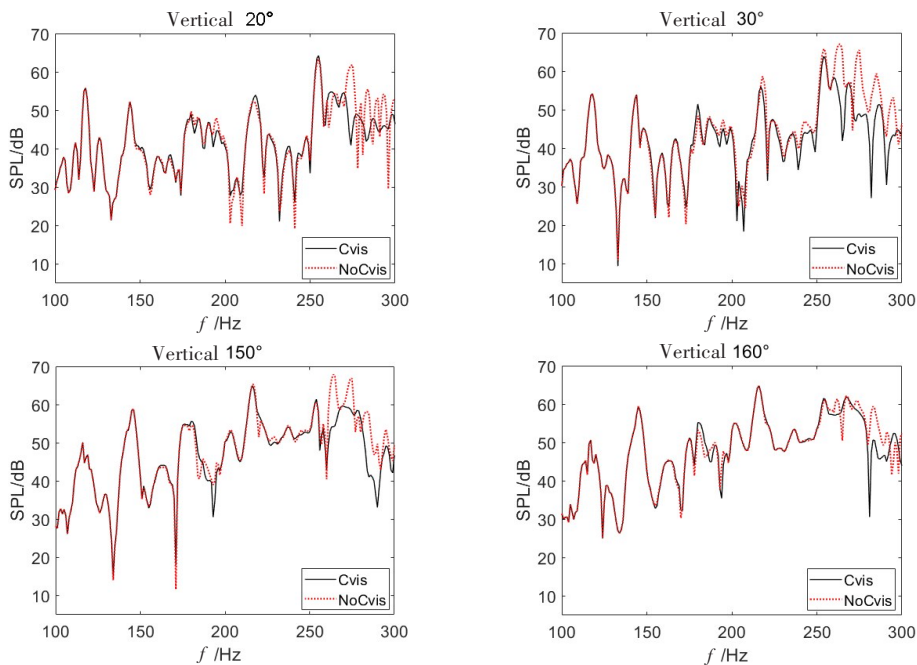 Vertical 20°
70
60
50
40
30
20
10
SPL/dB
Cvis
NoCvis
100 150 200 250 300
f /Hz
Vertical 30°
70
60
50
40
30
20
10
SPL/dB
Cvis
NoCvis
100 150 200 250 300
f /Hz
Vertical 150°
70
60
50
40
30
20
10
SPL/dB
Cvis
NoCvis
100 150 200 250 300
f /Hz
Vertical 160°
70
60
50
40
30
20
10
SPL/dB
Cvis
NoCvis
100 150 200 250 300
f /Hz